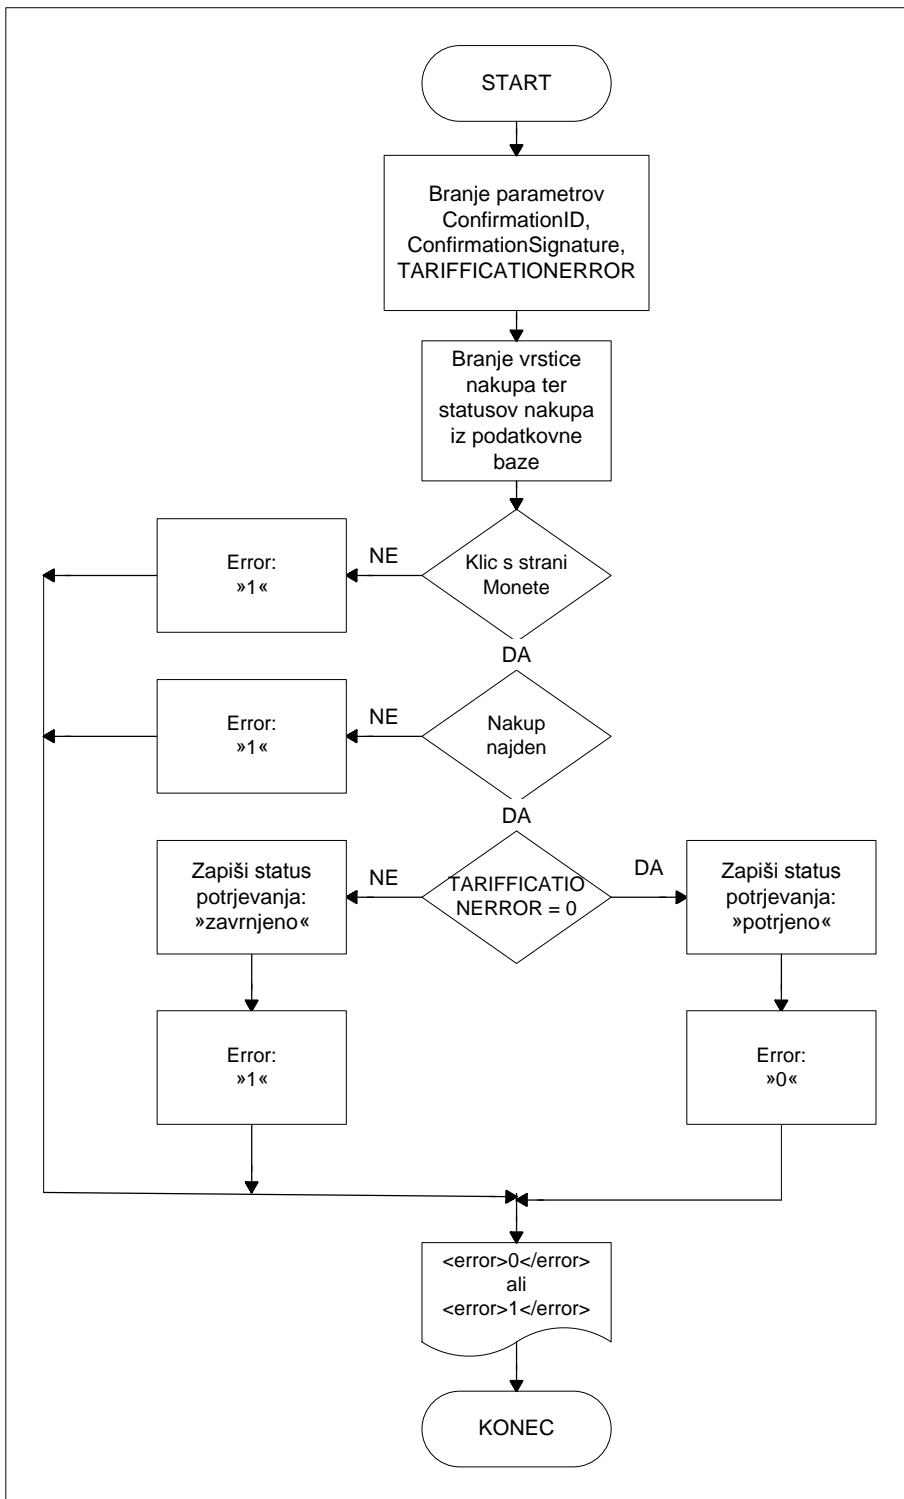 START
Branje parametrov
ConfirmationID,
ConfirmationSignature,
TARIFFICATIONERROR
Branje vrstice
nakupa ter
statusov nakupa
iz podatkovne
baze
Error:
»1«
NE
Klic s strani
Monete
DA
Error:
»1«
NE
Nakup
najden
DA
Zapiši status
potrjevanja:
»zavrnjeno«
NE
TARIFFICATIO
NERROR = 0
DA
Zapiši status
potrjevanja:
»potrjeno«
Error:
»1«
Error:
»0«
<error>0</error>
ali
<error>1</error>
KONEC